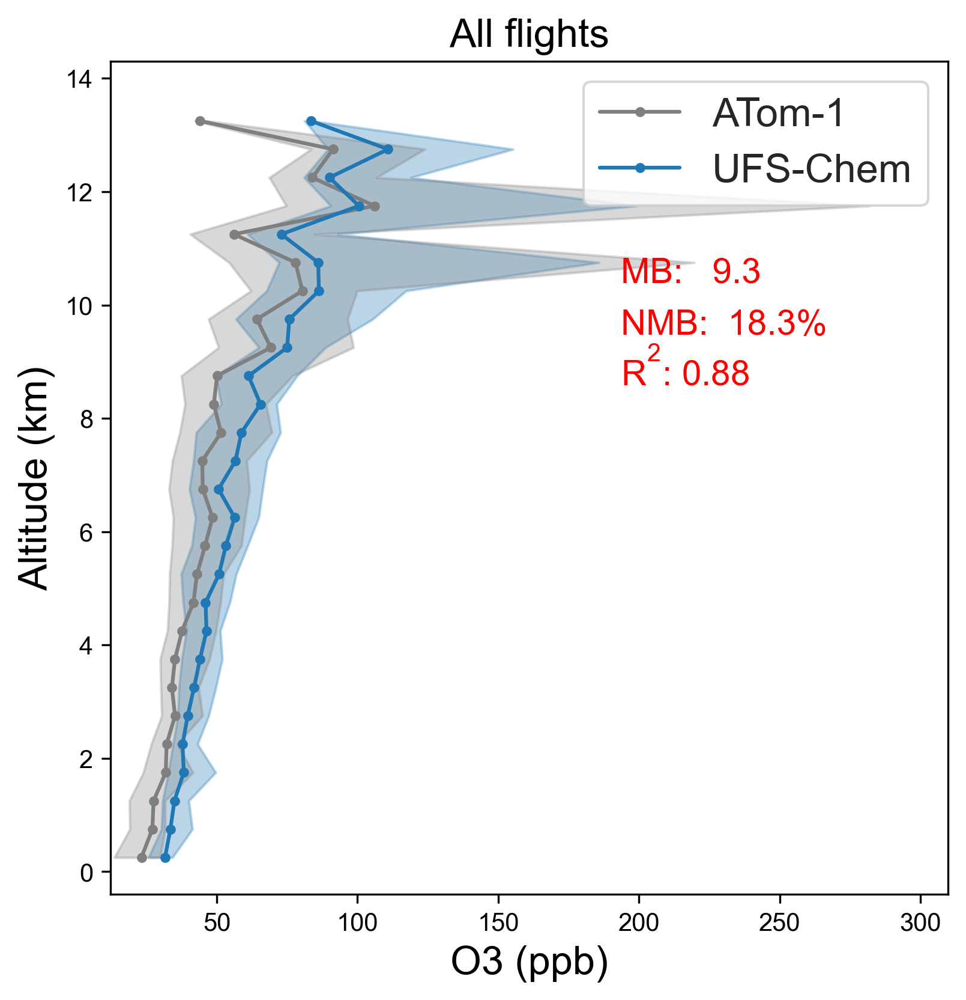 All flights
14
12
10
8
6
4
2
0
Altitude (km)
ATom-1
UFS-Chem
MB: 9.3
NMB: 18.3%
R²: 0.88
50 100 150 200 250 300
O3 (ppb)